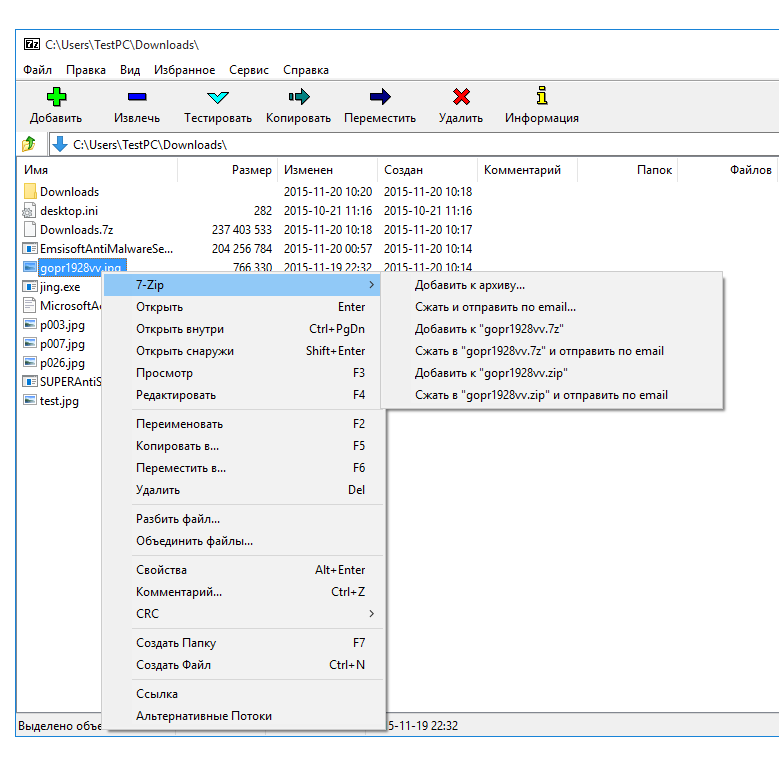 7z C:\Users\TestPC\Downloads\
Файл Правка Вид Избранное Сервис Справка
Добавить Извлечь Тестировать Копировать Переместить Удалить Информация
C:\Users\TestPC\Downloads\
Имя Размер Изменен Создан Комментарий Папок Файлов
Downloads 2015-11-20 10:20 2015-11-20 10:18
desktop.ini 282 2015-10-21 11:16 2015-10-21 11:16
Downloads.7z 237 403 533 2015-11-20 10:18 2015-11-20 10:17
EmsisoftAntiMalwareSe... 204 256 784 2015-11-20 00:57 2015-11-20 10:14
gopr1928vv.jpg 766 330 2015-11-19 22:32 2015-11-20 10:14
jing.exe
MicrosoftAc
p003.jpg
p007.jpg
p026.jpg
SUPERAntiS
test.jpg
7-Zip
Открыть Enter
Открыть внутри Ctrl+PgDn
Открыть снаружи Shift+Enter
Просмотр F3
Редактировать F4
Переименовать F2
Копировать в... F5
Переместить в... F6
Удалить Del
Разбить файл...
Объединить файлы...
Свойства Alt+Enter
Комментарий... Ctrl+Z
CRC
Создать Папку F7
Создать Файл Ctrl+N
Ссылка
Альтернативные Потоки
Добавить к архиву...
Сжать и отправить по email...
Добавить к "gopr1928vv.7z"
Сжать в "gopr1928vv.7z" и отправить по email
Добавить к "gopr1928vv.zip"
Сжать в "gopr1928vv.zip" и отправить по email
Выделено объе 5-11-19 22:32